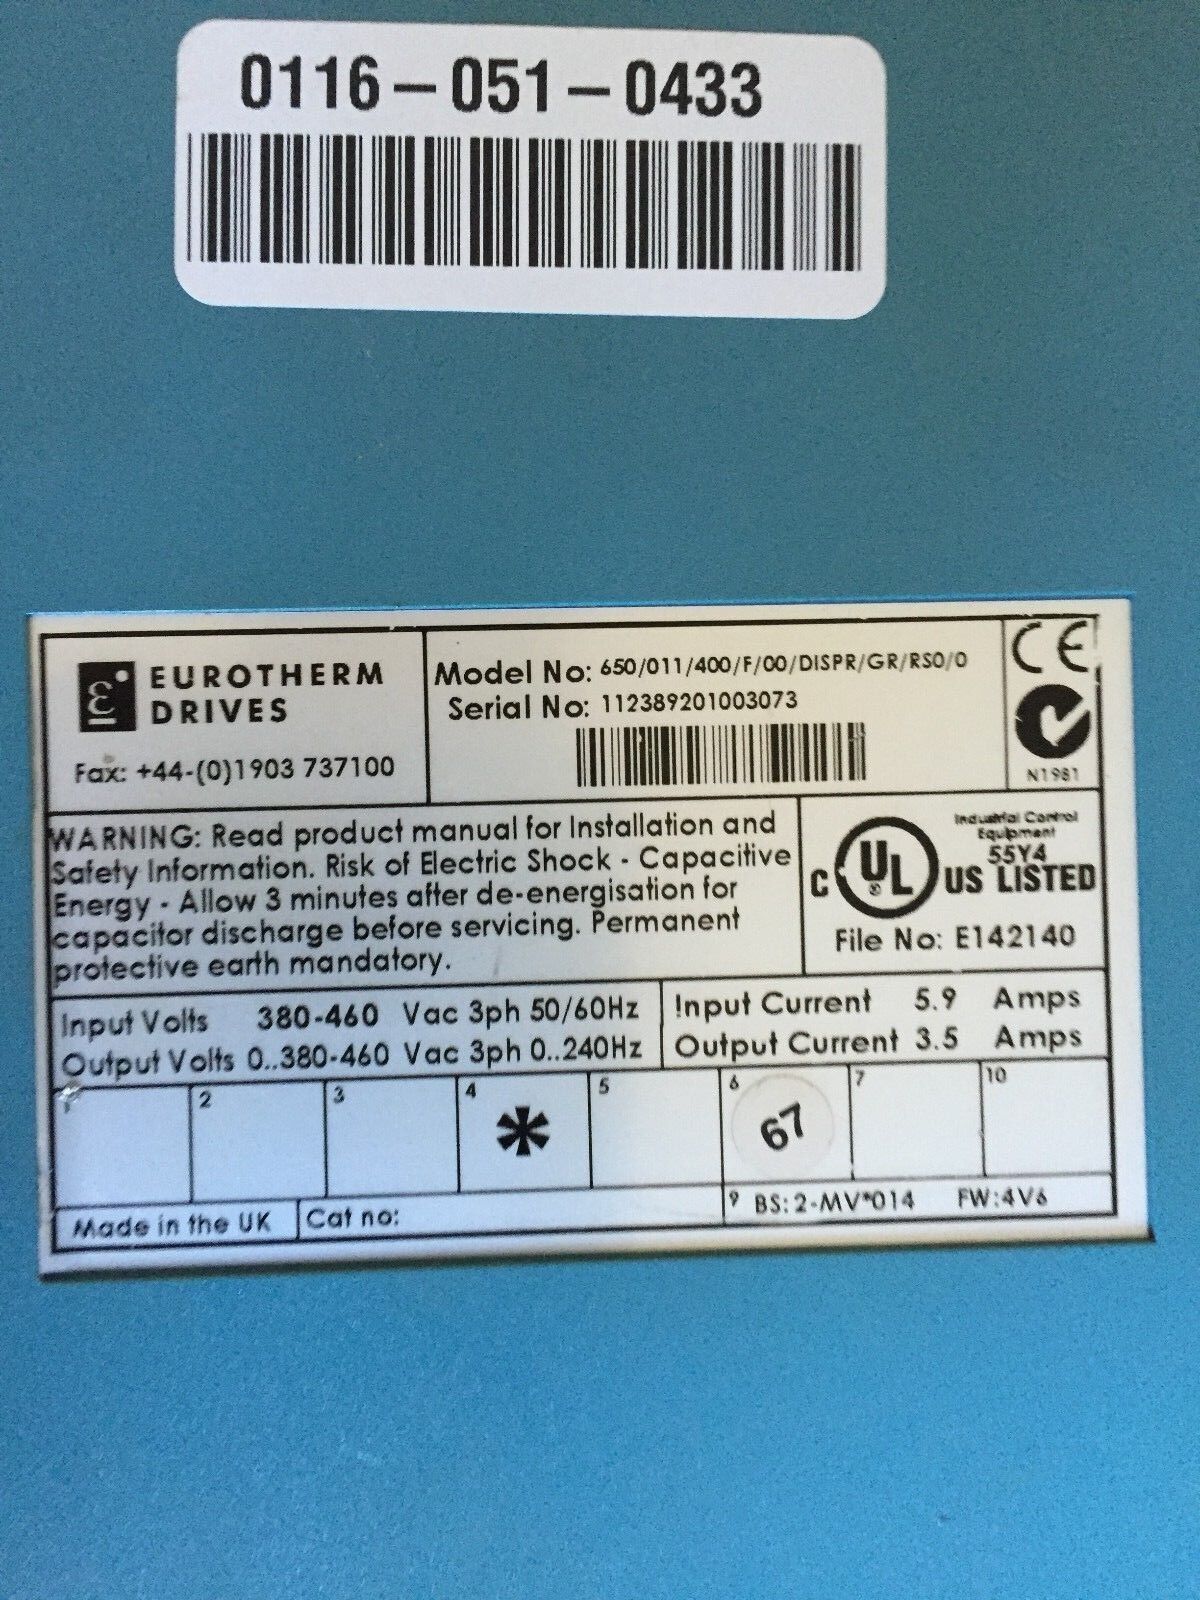 0116-051-0433
EUROTHERM
DRIVES
Fax: +44-(0)1903 737100
Model No: 650/011/400/F/00/DISPR/GR/RS0/0
Serial No: 112389201003073
CE
N1981
WARNING: Read product manual for Installation and
Safety Information. Risk of Electric Shock - Capacitive
Energy - Allow 3 minutes after de-energisation for
capacitor discharge before servicing. Permanent
protective earth mandatory.
Industrial Control
Equipment
55Y4
C UL ® US LISTED
File No: E142140
Input Volts 380-460 Vac 3ph 50/60Hz
Output Volts 0..380-460 Vac 3ph 0..240Hz
Input Current 5.9 Amps
Output Current 3.5 Amps
1 2 3 4 5 6 7 10
* 67
Made in the UK
Cat no:
9 BS: 2-MV*014 FW:4V6